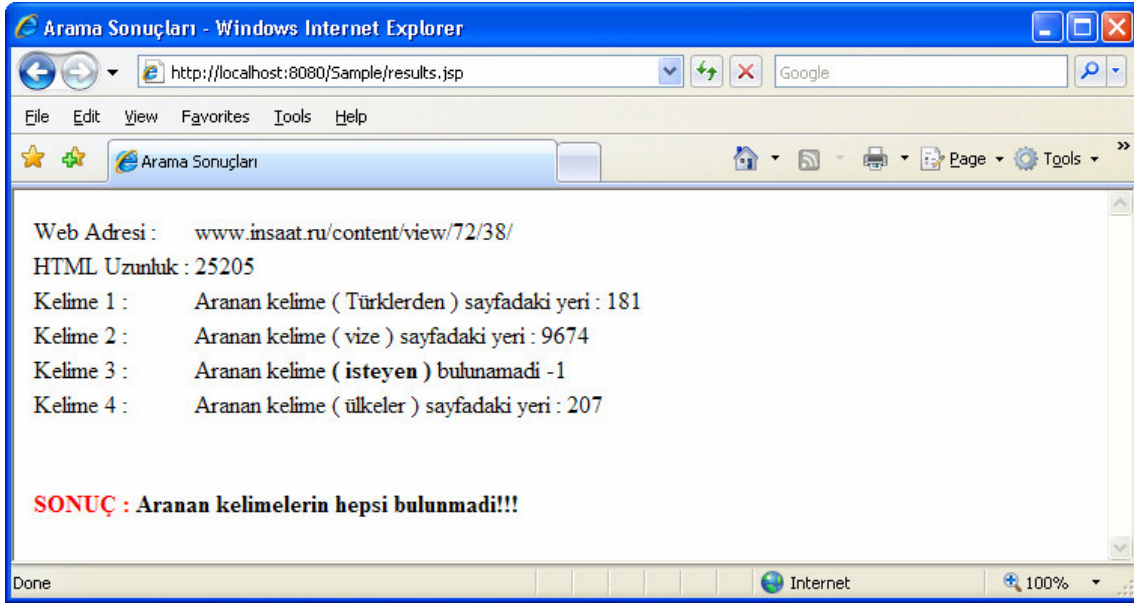 Arama Sonuçları - Windows Internet Explorer
http://localhost:8080/Sample/results.jsp
Google
File Edit View Favorites Tools Help
Arama Sonuçları
Page Tools
Web Adresi : www.insaat.ru/content/view/72/38/
HTML Uzunluk : 25205
Kelime 1 : Aranan kelime ( Türklerden ) sayfadaki yeri : 181
Kelime 2 : Aranan kelime ( vize ) sayfadaki yeri : 9674
Kelime 3 : Aranan kelime ( isteyen ) bulunamadi -1
Kelime 4 : Aranan kelime ( ülkeler ) sayfadaki yeri : 207
SONUÇ : Aranan kelimelerin hepsi bulunmadi!!!
Done Internet 100%